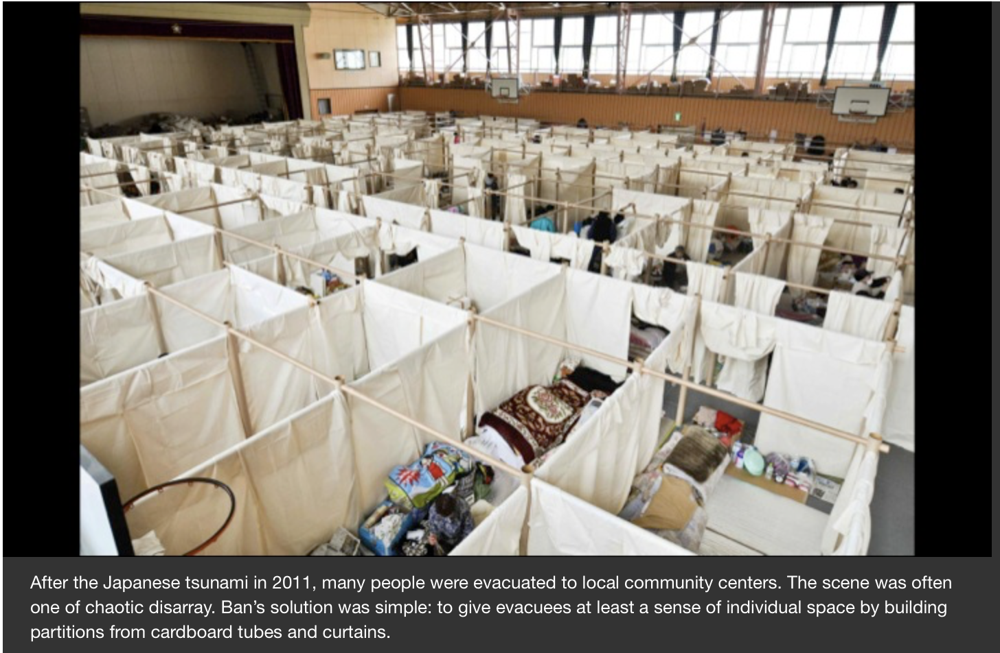 After the Japanese tsunami in 2011, many people were evacuated to local community centers. The scene was often
one of chaotic disarray. Ban’s solution was simple: to give evacuees at least a sense of individual space by building
partitions from cardboard tubes and curtains.